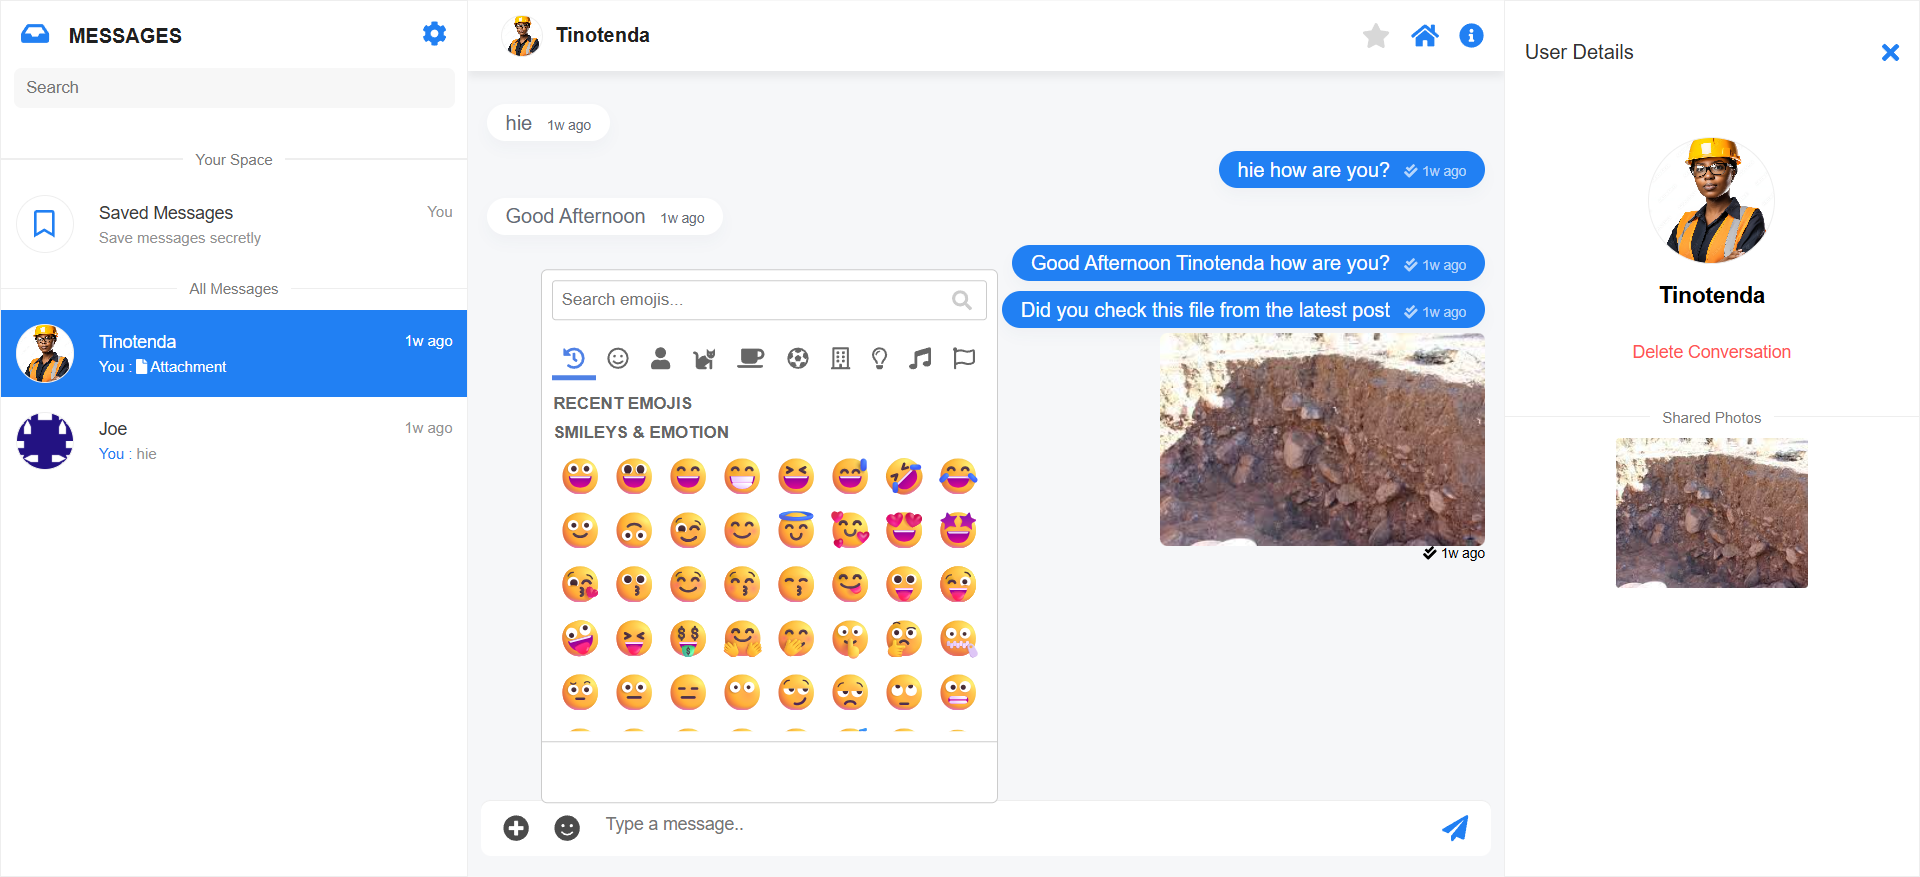 MESSAGES
Search
Your Space
Saved Messages
You
Save messages secretly
All Messages
Tinotenda
1w ago
You : Attachment
Joe
1w ago
You : hie
Tinotenda
hie 1w ago
hie how are you? 1w ago
Good Afternoon 1w ago
Good Afternoon Tinotenda how are you? 1w ago
Did you check this file from the latest post 1w ago
1w ago
Search emojis...
RECENT EMOJIS
SMILEYS & EMOTION
Type a message..
User Details
Tinotenda
Delete Conversation
Shared Photos